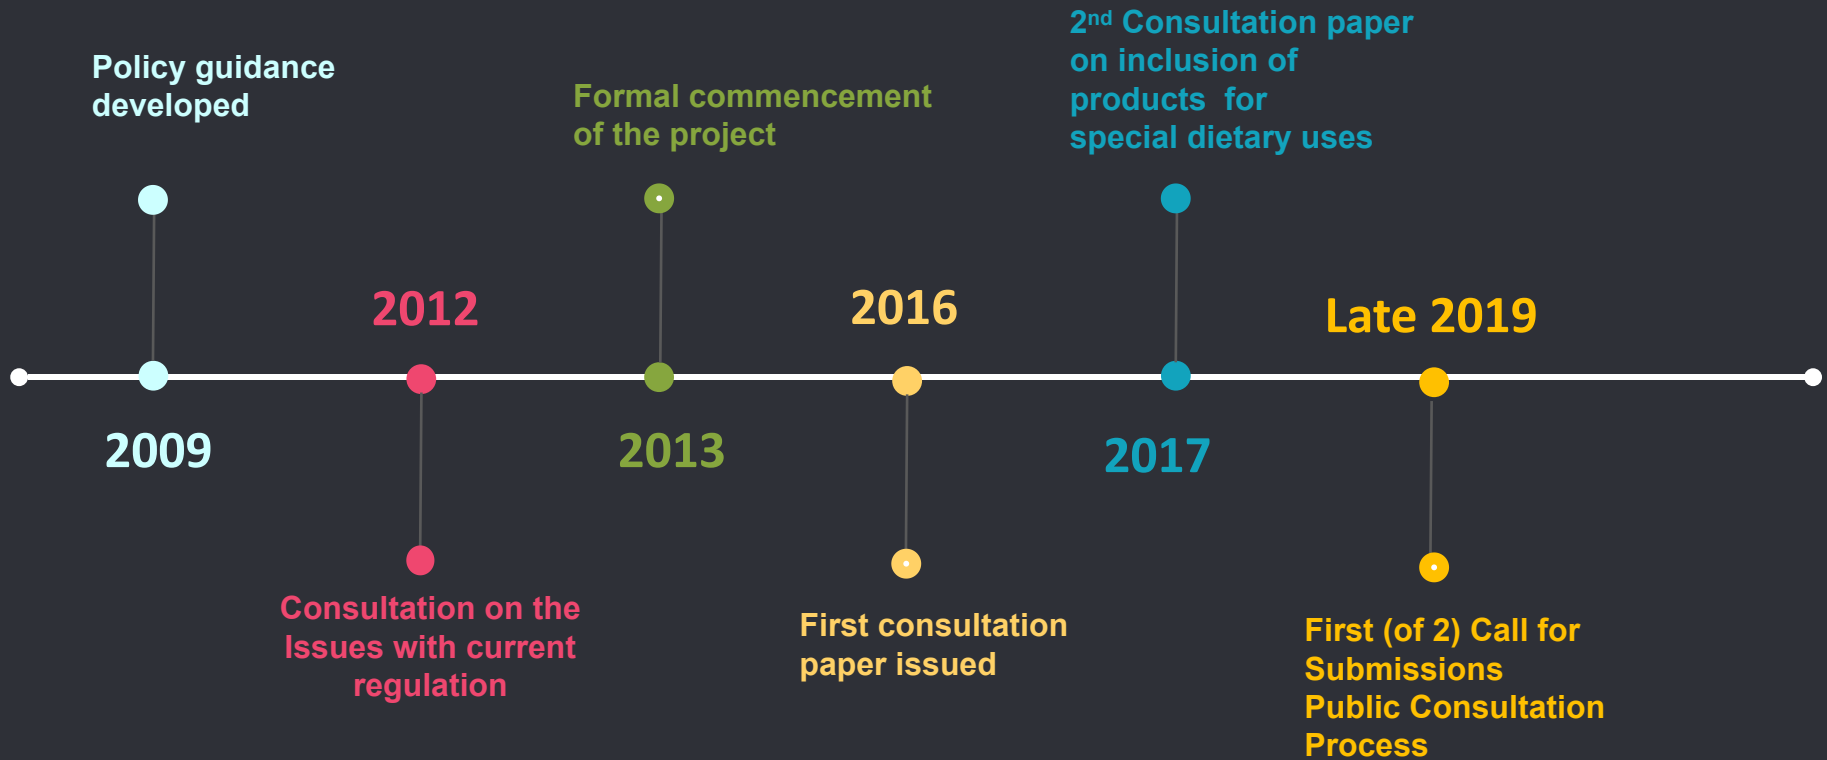 Policy guidance
developed
2009
2012
Consultation on the
Issues with current
regulation
Formal commencement
of the project
2013
2016
First consultation
paper issued
2nd Consultation paper
on inclusion of
products for
special dietary uses
2017
Late 2019
First (of 2) Call for
Submissions
Public Consultation
Process